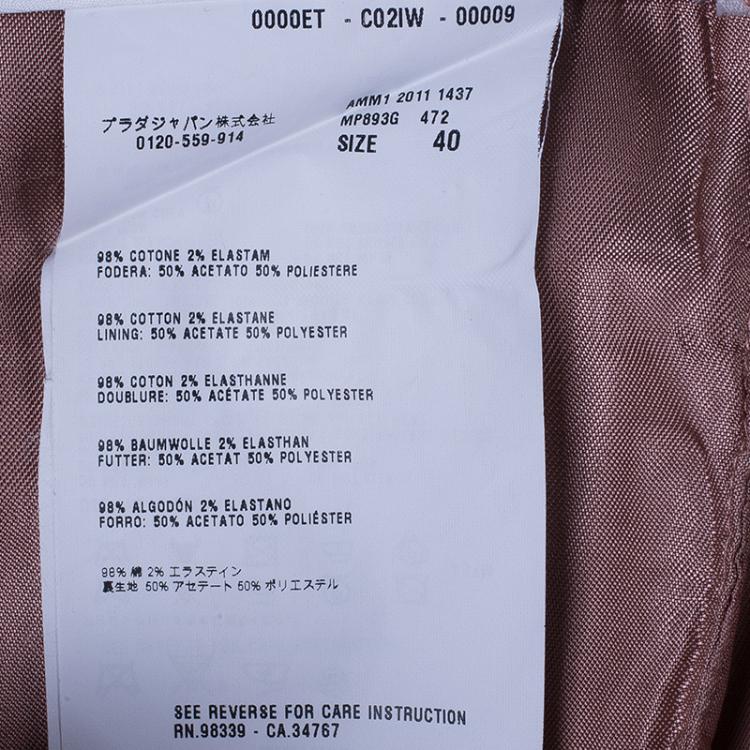 0000ET - C02IW - 00009
AMM1 2011 1437
プラダジャパン株式会社 MP893G 472
0120-559-914 SIZE 40
98% COTONE 2% ELASTAM
FODERA: 50% ACETATO 50% POLIESTERE
98% COTTON 2% ELASTANE
LINING: 50% ACETATE 50% POLYESTER
98% COTON 2% ELASTHANNE
DOUBLURE: 50% ACÉTATE 50% POLYESTER
98% BAUMWOLLE 2% ELASTHAN
FUTTER: 50% ACETAT 50% POLYESTER
98% ALGODÓN 2% ELASTANO
FORRO: 50% ACETATO 50% POLIÉSTER
98% 綿 2% エラステイン
裏生地 50% アセテート 50% ポリエステル
SEE REVERSE FOR CARE INSTRUCTION
RN.98339 - CA.34767